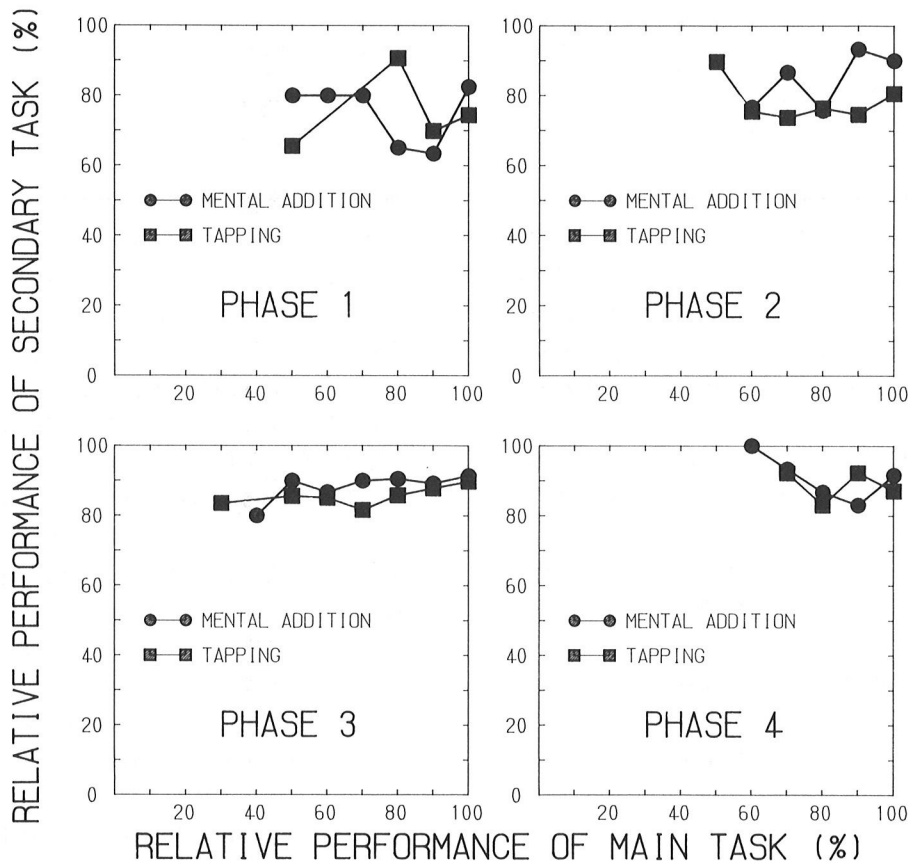 RELATIVE PERFORMANCE OF SECONDARY TASK (%)
100
80
60
40
20
0
MENTAL ADDITION
TAPPING
PHASE 1
20 40 60 80 100
100
80
60
40
20
0
MENTAL ADDITION
TAPPING
PHASE 2
20 40 60 80 100
100
80
60
40
20
0
MENTAL ADDITION
TAPPING
PHASE 3
20 40 60 80 100
100
80
60
40
20
0
MENTAL ADDITION
TAPPING
PHASE 4
20 40 60 80 100
RELATIVE PERFORMANCE OF MAIN TASK (%)